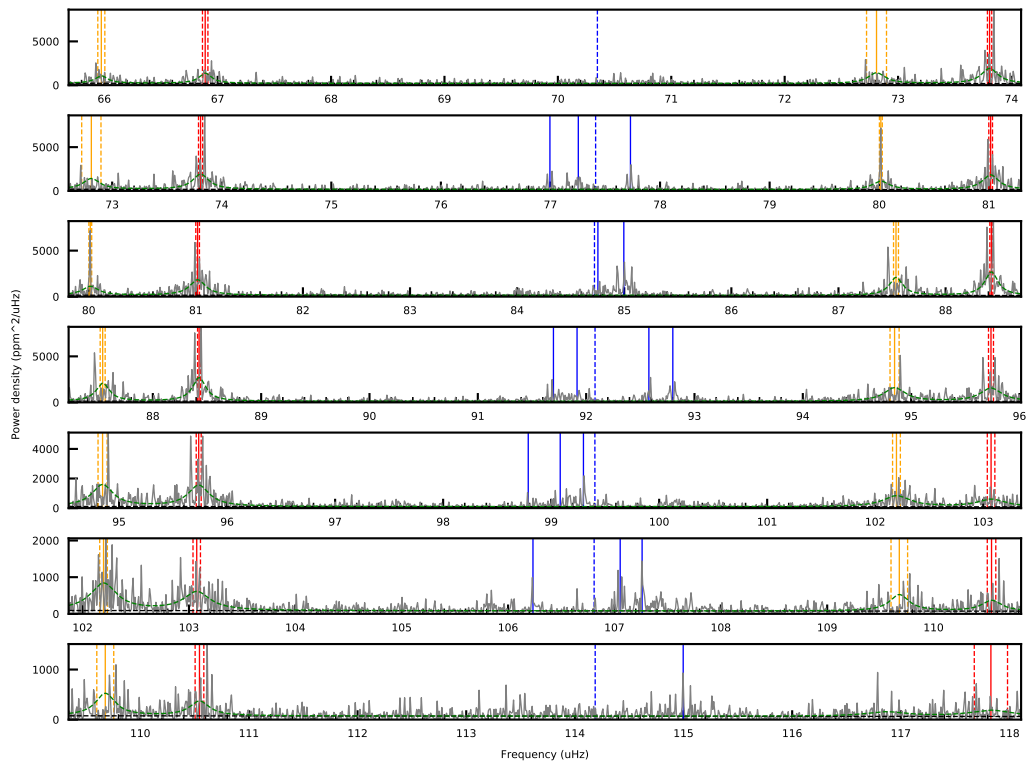 5000
0
66 67 68 69 70 71 72 73 74
5000
0
73 74 75 76 77 78 79 80 81
5000
0
80 81 82 83 84 85 86 87 88
Power density (ppm^2/uHz)
5000
0
88 89 90 91 92 93 94 95 96
4000
2000
0
95 96 97 98 99 100 101 102 103
2000
1000
0
102 103 104 105 106 107 108 109 110
1000
0
110 111 112 113 114 115 116 117 118
Frequency (uHz)